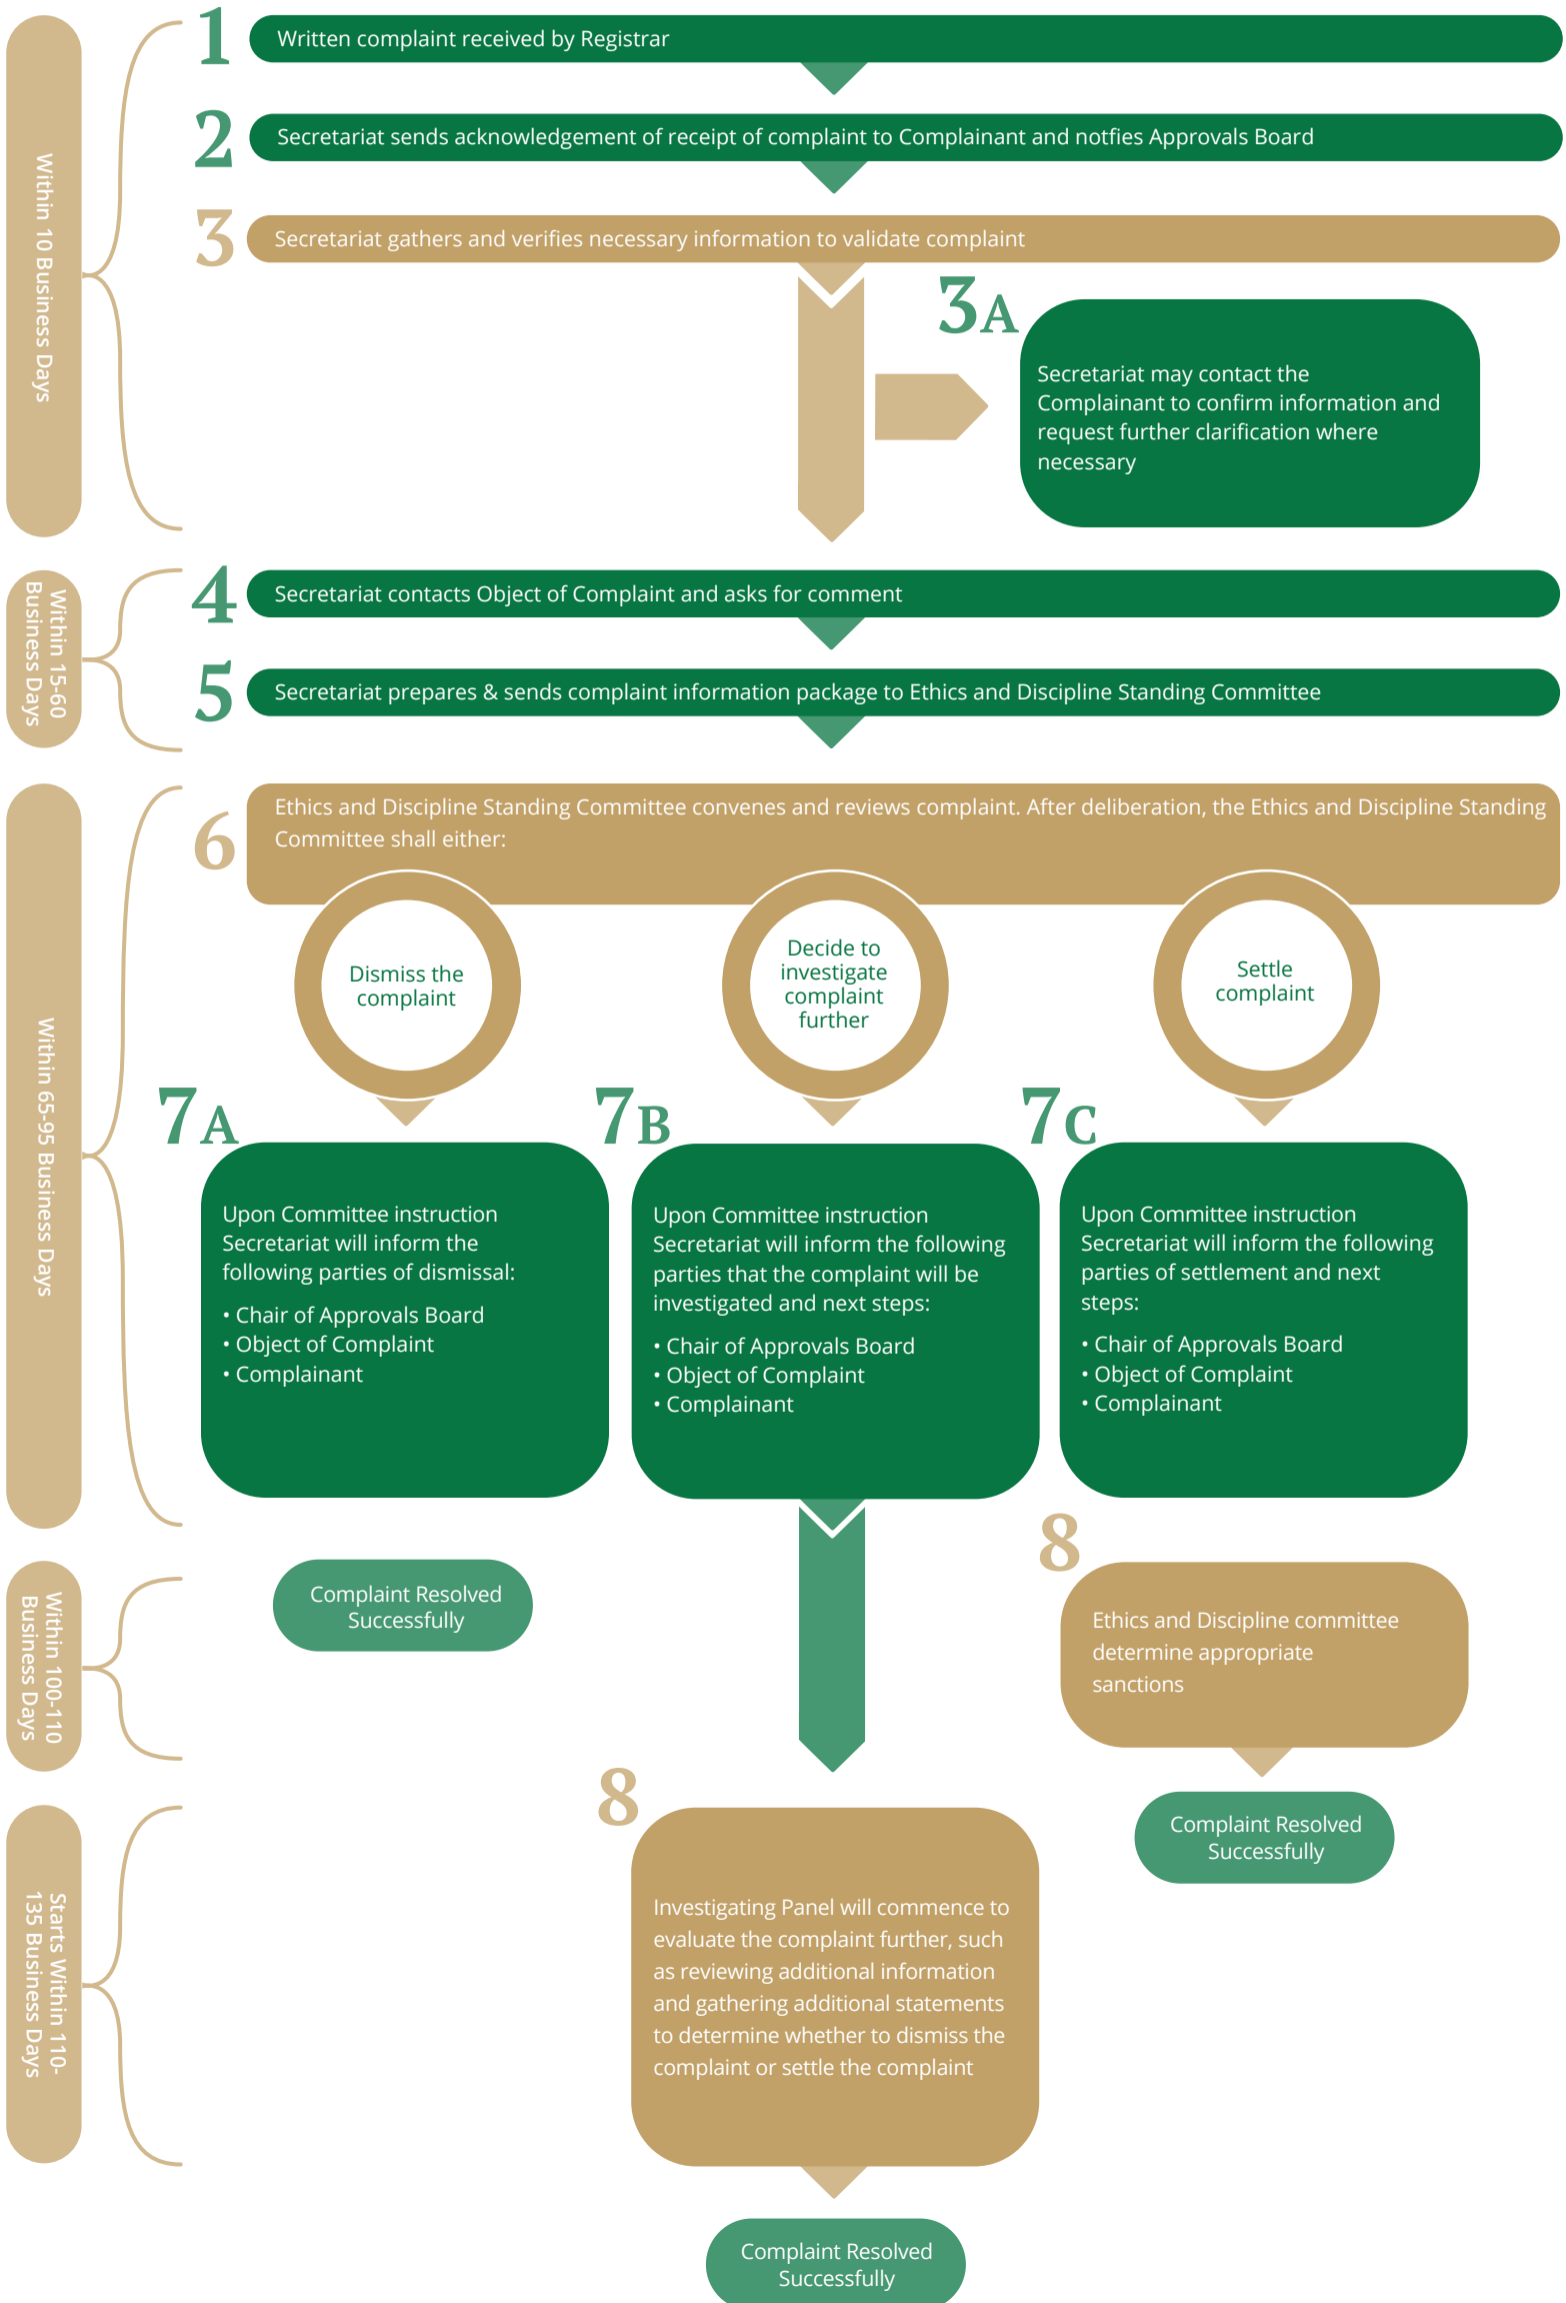 Within 10 Business Days
1
Written complaint received by Registrar
2
Secretariat sends acknowledgement of receipt of complaint to Complainant and notfies Approvals Board
3
Secretariat gathers and verifies necessary information to validate complaint
3A
Secretariat may contact the
Complainant to confirm information and
request further clarification where
necessary
Within 15-60
Business Days
4
Secretariat contacts Object of Complaint and asks for comment
5
Secretariat prepares & sends complaint information package to Ethics and Discipline Standing Committee
Within 65-95 Business Days
6
Ethics and Discipline Standing Committee convenes and reviews complaint. After deliberation, the Ethics and Discipline Standing
Committee shall either:
Dismiss the
complaint
Decide to
investigate
complaint
further
Settle
complaint
7A
Upon Committee instruction
Secretariat will inform the
following parties of dismissal:
• Chair of Approvals Board
• Object of Complaint
• Complainant
7B
Upon Committee instruction
Secretariat will inform the following
parties that the complaint will be
investigated and next steps:
• Chair of Approvals Board
• Object of Complaint
• Complainant
7C
Upon Committee instruction
Secretariat will inform the following
parties of settlement and next
steps:
• Chair of Approvals Board
• Object of Complaint
• Complainant
Within 100-110
Business Days
Complaint Resolved
Successfully
8
Ethics and Discipline committee
determine appropriate
sanctions
Complaint Resolved
Successfully
Starts Within 110-
135 Business Days
8
Investigating Panel will commence to
evaluate the complaint further, such
as reviewing additional information
and gathering additional statements
to determine whether to dismiss the
complaint or settle the complaint
Complaint Resolved
Successfully